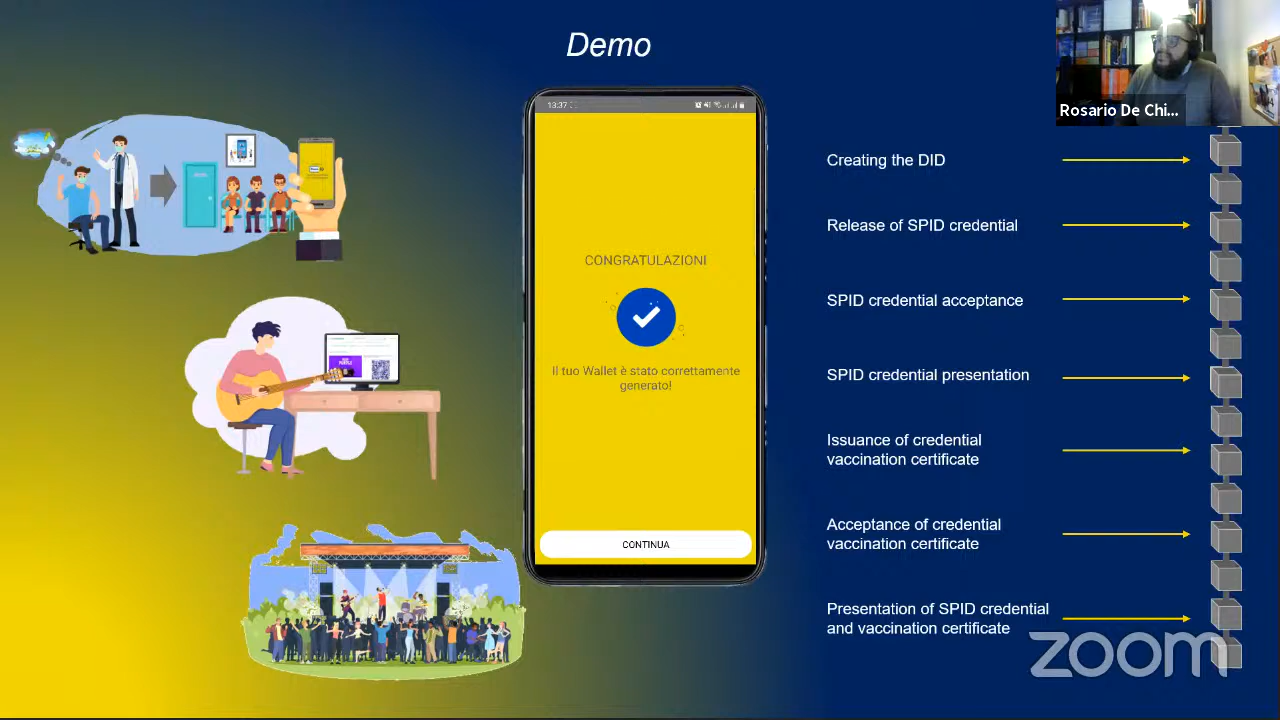 Demo
Rosario De Chi...
13:37
CONGRATULAZIONI
Il tuo Wallet è stato correttamente
generato!
CONTINUA
Creating the DID
Release of SPID credential
SPID credential acceptance
SPID credential presentation
Issuance of credential
vaccination certificate
Acceptance of credential
vaccination certificate
Presentation of SPID credential
and vaccination certificate
zoom